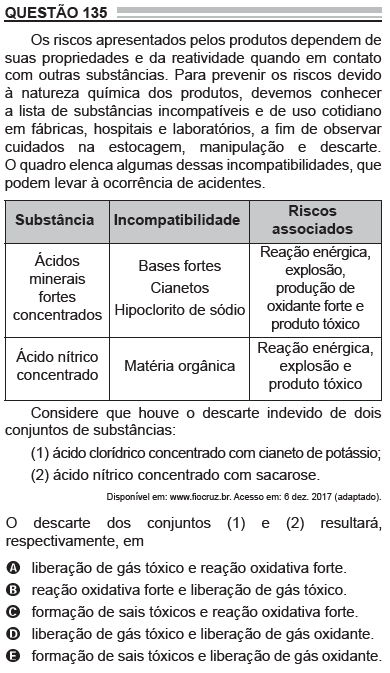 QUESTÃO 135
Os riscos apresentados pelos produtos dependem de
suas propriedades e da reatividade quando em contato
com outras substâncias. Para prevenir os riscos devido
à natureza química dos produtos, devemos conhecer
a lista de substâncias incompatíveis e de uso cotidiano
em fábricas, hospitais e laboratórios, a fim de observar
cuidados na estocagem, manipulação e descarte.
O quadro elenca algumas dessas incompatibilidades, que
podem levar à ocorrência de acidentes.
Substância Incompatibilidade Riscos
associados
Ácidos
minerais
fortes
concentrados
Bases fortes
Cianetos
Hipoclorito de sódio
Reação enérgica,
explosão,
produção de
oxidante forte e
produto tóxico
Ácido nítrico
concentrado
Matéria orgânica
Reação enérgica,
explosão e
produto tóxico
Considere que houve o descarte indevido de dois
conjuntos de substâncias:
(1) ácido clorídrico concentrado com cianeto de potássio;
(2) ácido nítrico concentrado com sacarose.
Disponível em: www.fiocruz.br. Acesso em: 6 dez. 2017 (adaptado).
O descarte dos conjuntos (1) e (2) resultará,
respectivamente, em
A liberação de gás tóxico e reação oxidativa forte.
B reação oxidativa forte e liberação de gás tóxico.
C formação de sais tóxicos e reação oxidativa forte.
D liberação de gás tóxico e liberação de gás oxidante.
E formação de sais tóxicos e liberação de gás oxidante.